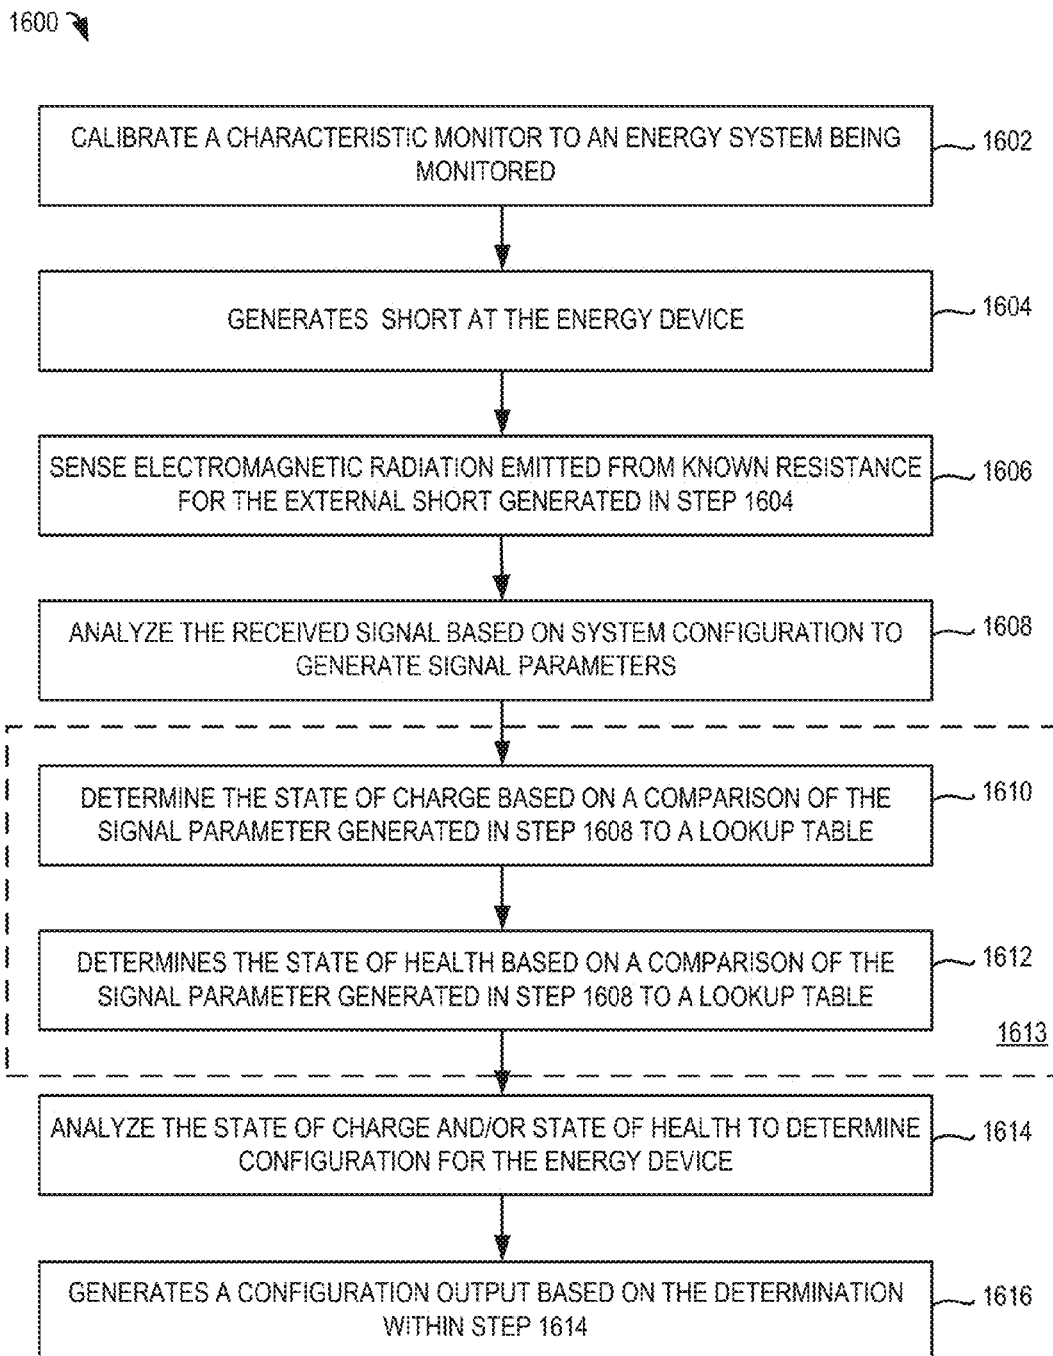 1600
CALIBRATE A CHARACTERISTIC MONITOR TO AN ENERGY SYSTEM BEING
MONITORED
1602
GENERATES SHORT AT THE ENERGY DEVICE
1604
SENSE ELECTROMAGNETIC RADIATION EMITTED FROM KNOWN RESISTANCE
FOR THE EXTERNAL SHORT GENERATED IN STEP 1604
1606
ANALYZE THE RECEIVED SIGNAL BASED ON SYSTEM CONFIGURATION TO
GENERATE SIGNAL PARAMETERS
1608
DETERMINE THE STATE OF CHARGE BASED ON A COMPARISON OF THE
SIGNAL PARAMETER GENERATED IN STEP 1608 TO A LOOKUP TABLE
1610
DETERMINES THE STATE OF HEALTH BASED ON A COMPARISON OF THE
SIGNAL PARAMETER GENERATED IN STEP 1608 TO A LOOKUP TABLE
1612
1613
ANALYZE THE STATE OF CHARGE AND/OR STATE OF HEALTH TO DETERMINE
CONFIGURATION FOR THE ENERGY DEVICE
1614
GENERATES A CONFIGURATION OUTPUT BASED ON THE DETERMINATION
WITHIN STEP 1614
1616